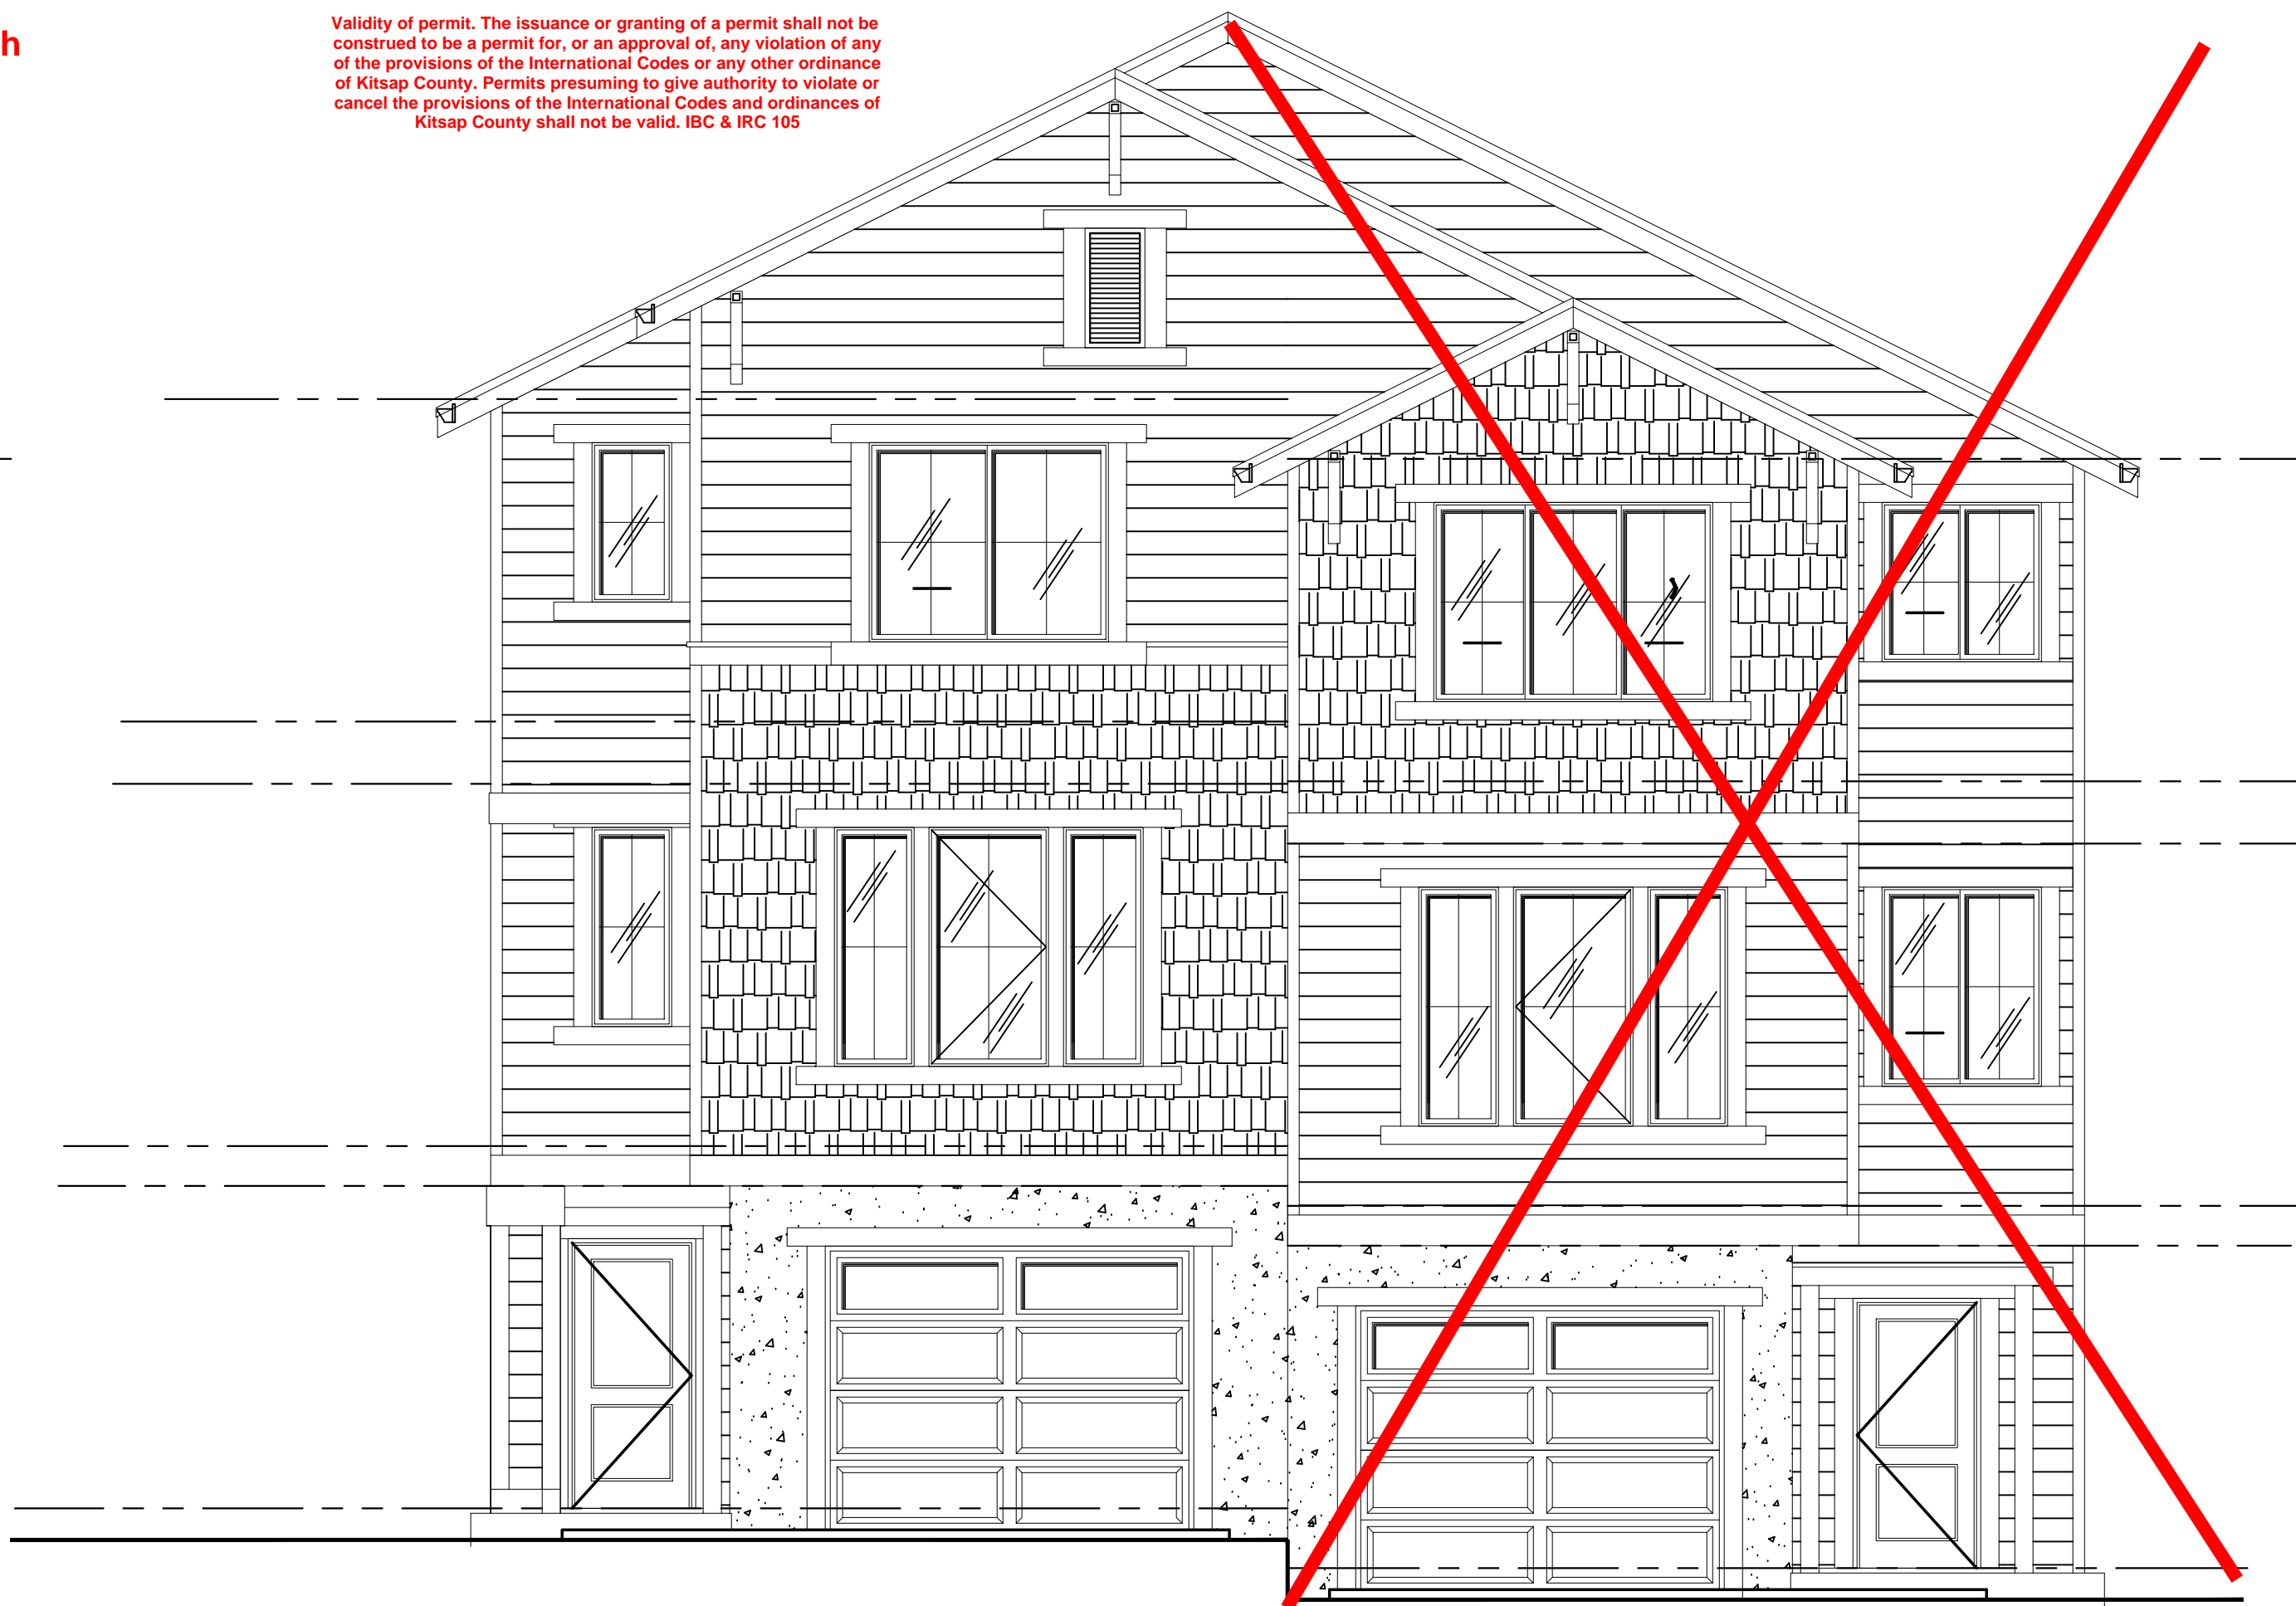 h
Validity of permit. The issuance or granting of a permit shall not be
construed to be a permit for, or an approval of, any violation of any
of the provisions of the International Codes or any other ordinance
of Kitsap County. Permits presuming to give authority to violate or
cancel the provisions of the International Codes and ordinances of
Kitsap County shall not be valid. IBC & IRC 105